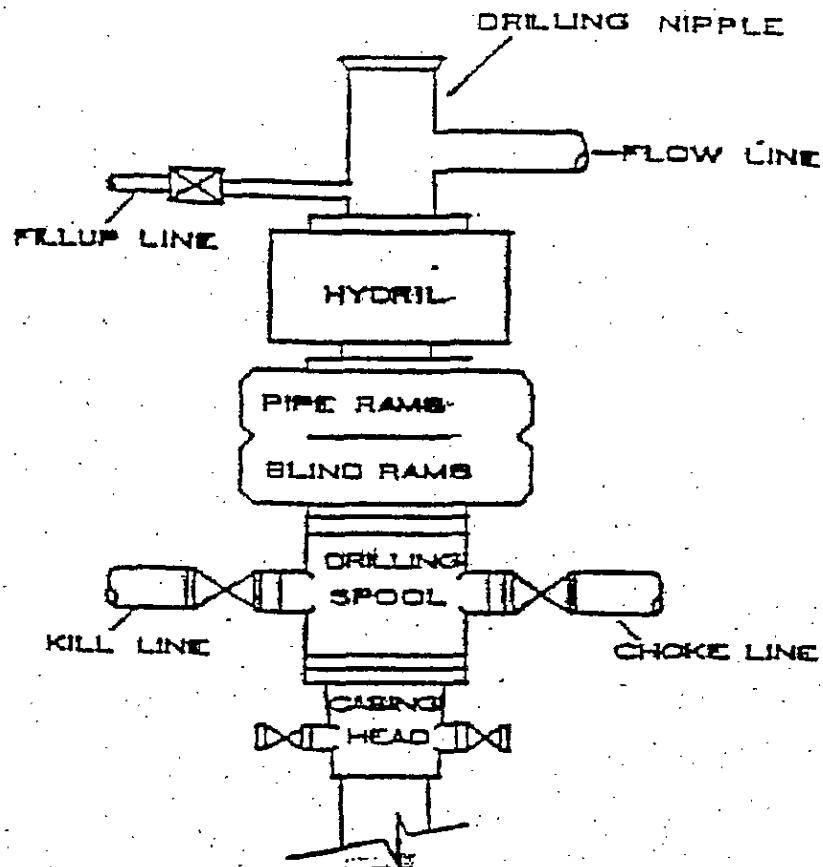 DRILLING NIPPLE
FLOW LINE
FILLUP LINE
HYDRIL
PIPE RAMS
BLIND RAMS
DRILLING
SPOOL
KILL LINE
CHOKE LINE
CASING
HEAD